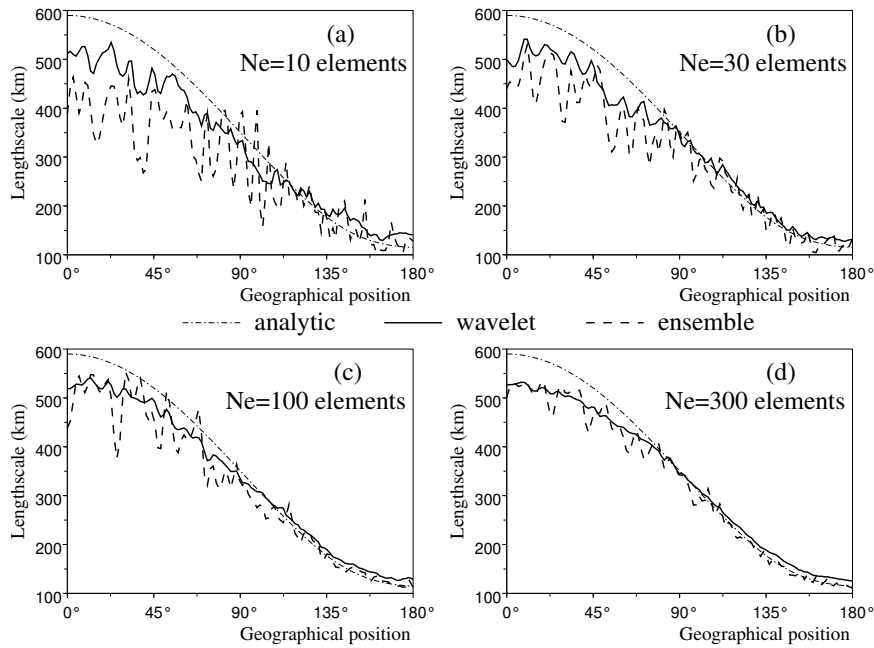 600
500
400
300
200
100
Lengthscale (km)
(a)
Ne=10 elements
0°
45°
90°
135°
180°
Geographical position
600
500
400
300
200
100
Lengthscale (km)
(b)
Ne=30 elements
0°
45°
90°
135°
180°
Geographical position
analytic wavelet ensemble
600
500
400
300
200
100
Lengthscale (km)
(c)
Ne=100 elements
0°
45°
90°
135°
180°
Geographical position
600
500
400
300
200
100
Lengthscale (km)
(d)
Ne=300 elements
0°
45°
90°
135°
180°
Geographical position